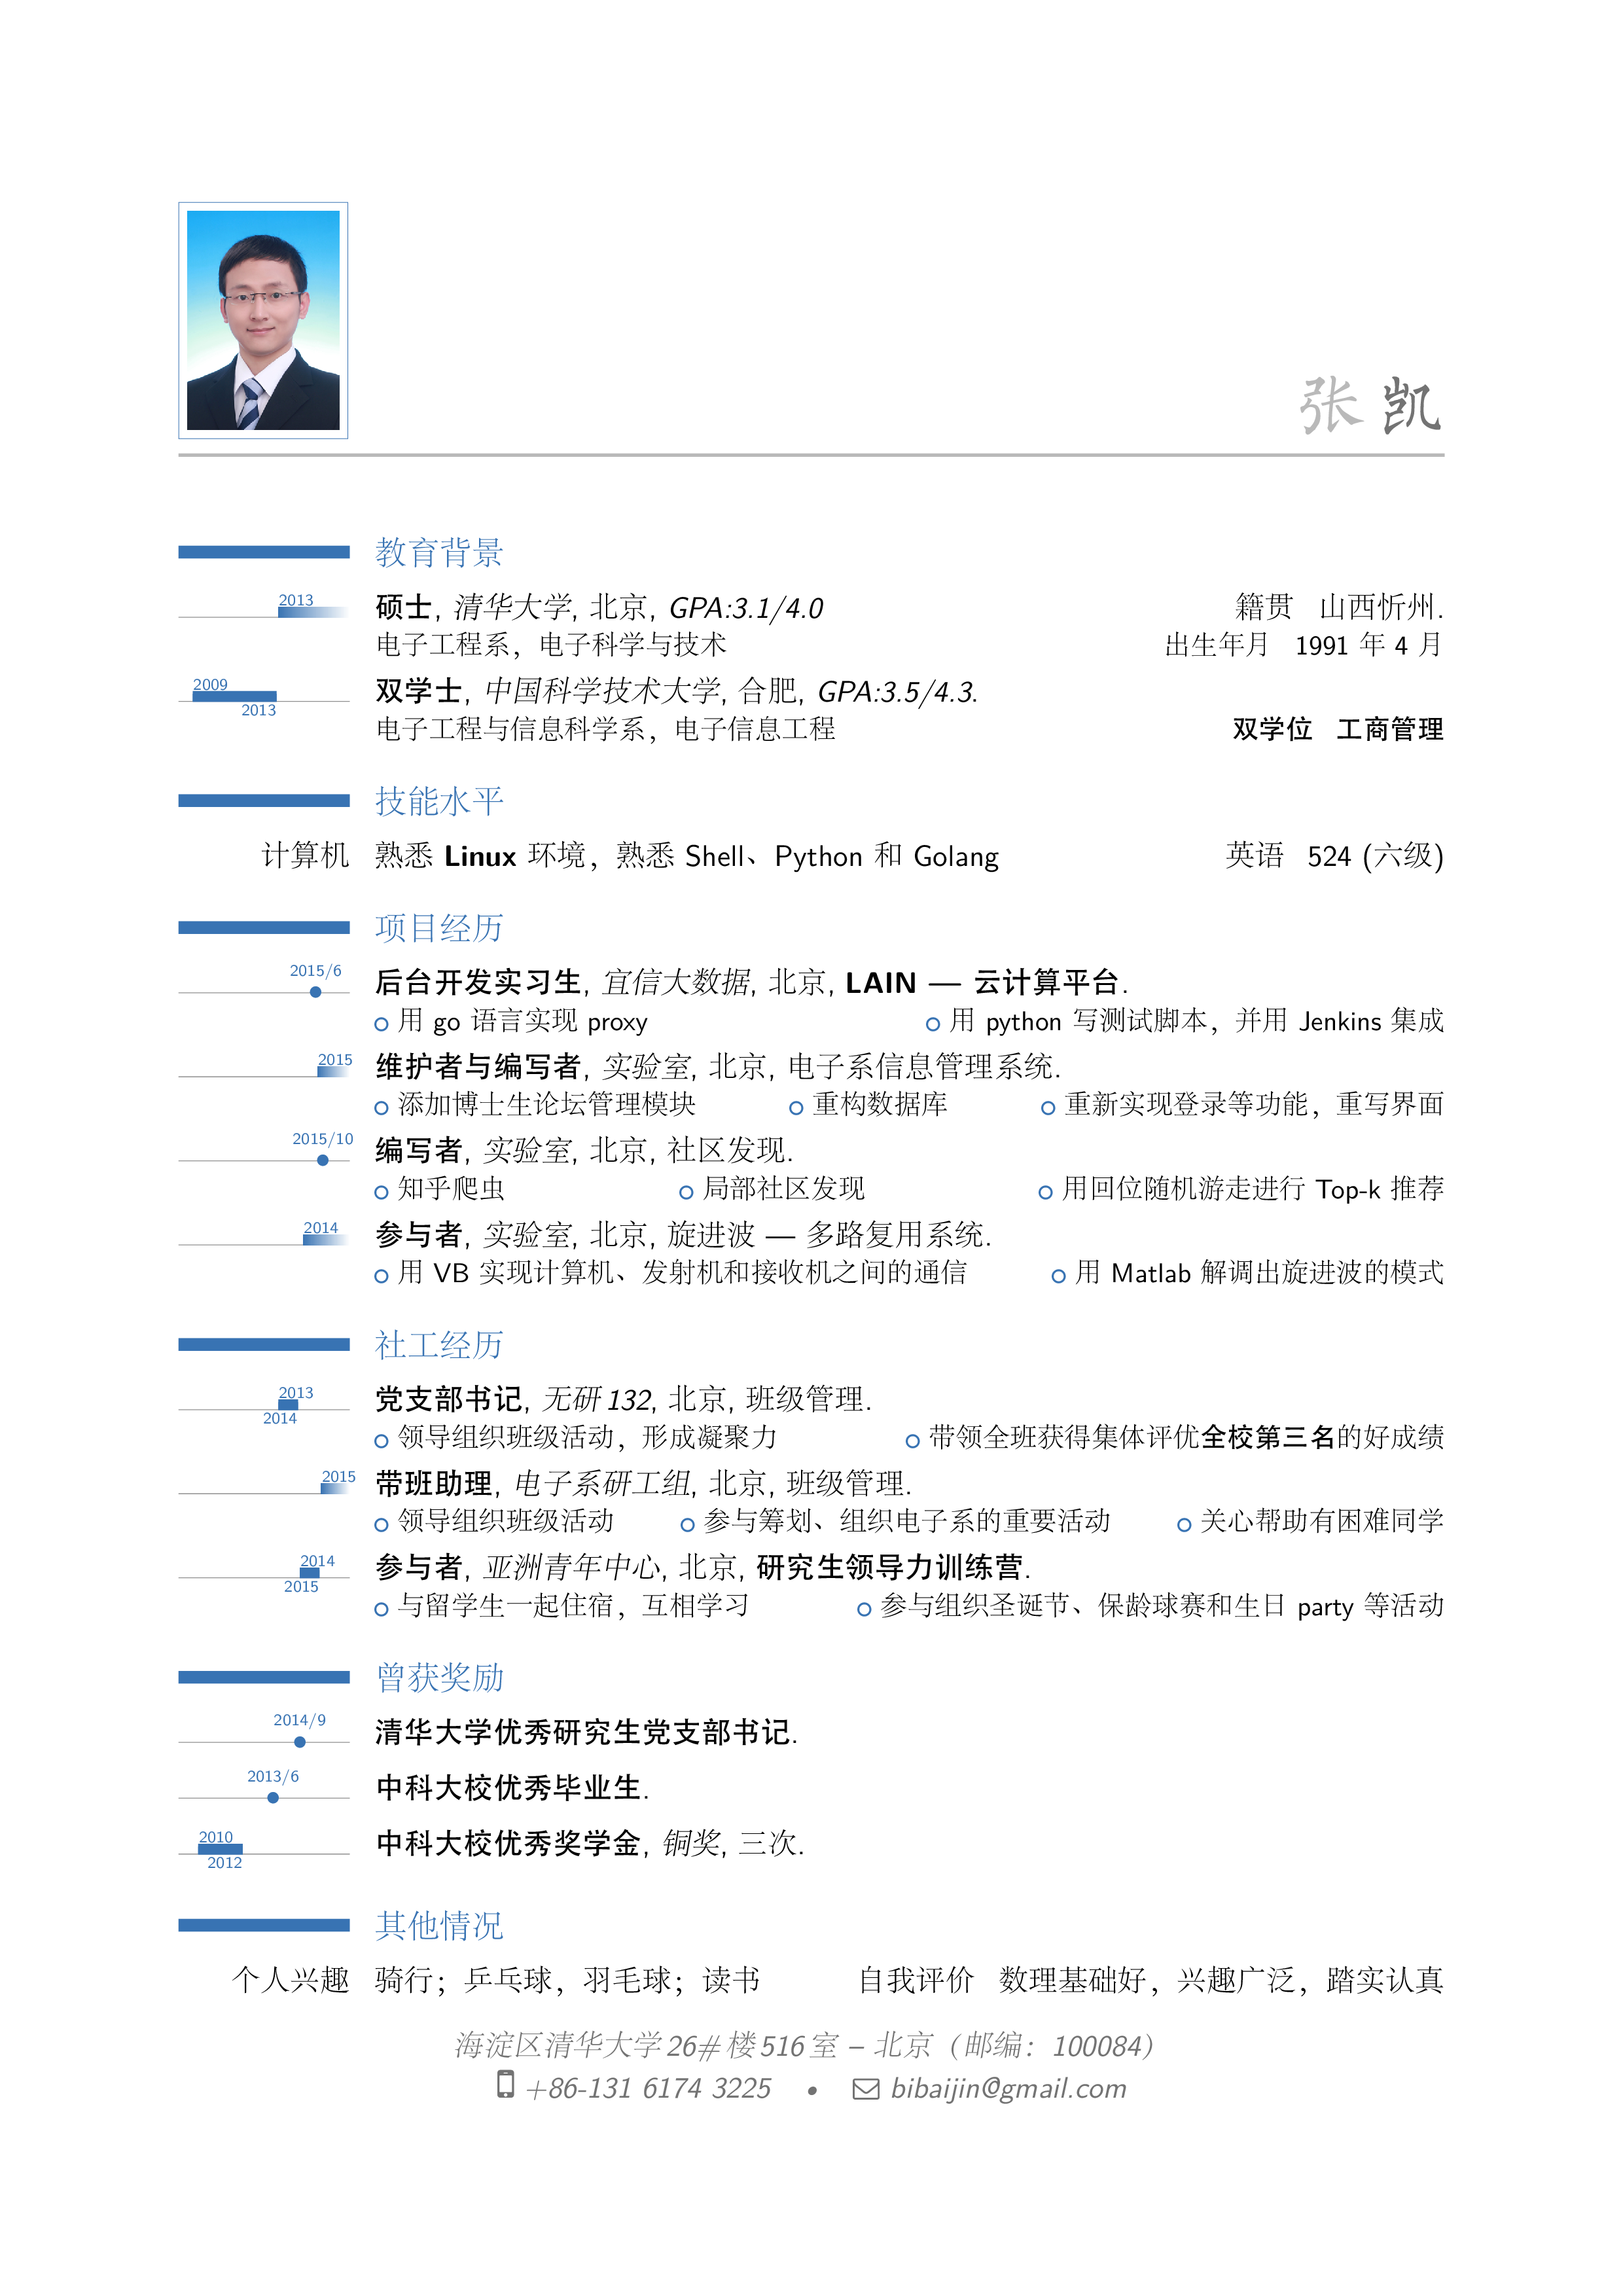 张 凯
教育背景
2013
硕士, 清华大学, 北京, GPA:3.1/4.0 籍贯 山西忻州.
电子工程系，电子科学与技术 出生年月 1991 年 4 月
2009
2013
双学士, 中国科学技术大学, 合肥, GPA:3.5/4.3.
电子工程与信息科学系，电子信息工程 双学位 工商管理
技能水平
计算机 熟悉 Linux 环境，熟悉 Shell、Python 和 Golang 英语 524 (六级)
项目经历
2015/6
后台开发实习生, 宜信大数据, 北京, LAIN — 云计算平台.
用 go 语言实现 proxy 用 python 写测试脚本，并用 Jenkins 集成
2015
维护者与编写者, 实验室, 北京, 电子系信息管理系统.
添加博士生论坛管理模块 重构数据库 重新实现登录等功能，重写界面
2015/10
编写者, 实验室, 北京, 社区发现.
知乎爬虫 局部社区发现 用回位随机游走进行 Top-k 推荐
2014
参与者, 实验室, 北京, 旋进波 — 多路复用系统.
用 VB 实现计算机、发射机和接收机之间的通信 用 Matlab 解调出旋进波的模式
社工经历
2013
2014
党支部书记, 无研 132, 北京, 班级管理.
领导组织班级活动，形成凝聚力 带领全班获得集体评优全校第三名的好成绩
2015
带班助理, 电子系研工组, 北京, 班级管理.
领导组织班级活动 参与筹划、组织电子系的重要活动 关心帮助有困难同学
2014
2015
参与者, 亚洲青年中心, 北京, 研究生领导力训练营.
与留学生一起住宿，互相学习 参与组织圣诞节、保龄球赛和生日 party 等活动
曾获奖励
2014/9
清华大学优秀研究生党支部书记.
2013/6
中科大校优秀毕业生.
2010
2012
中科大校优秀奖学金, 铜奖, 三次.
其他情况
个人兴趣 骑行；乒乓球，羽毛球；读书 自我评价 数理基础好，兴趣广泛，踏实认真
海淀区清华大学 26# 楼 516 室 – 北京（邮编：100084）
+86-131 6174 3225 • bibaijin@gmail.com